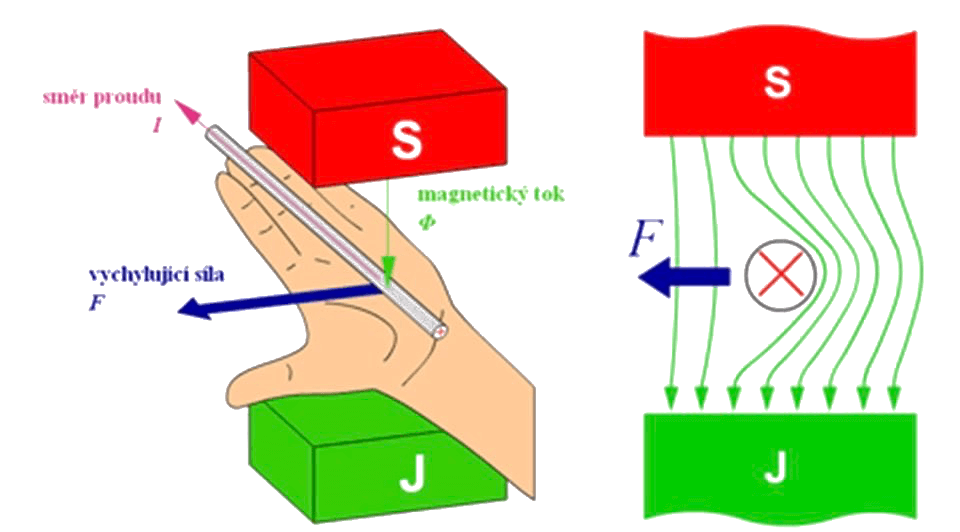 směr proudu
I
S
magnetický tok
Φ
vychylující síla
F
J
S
F
J